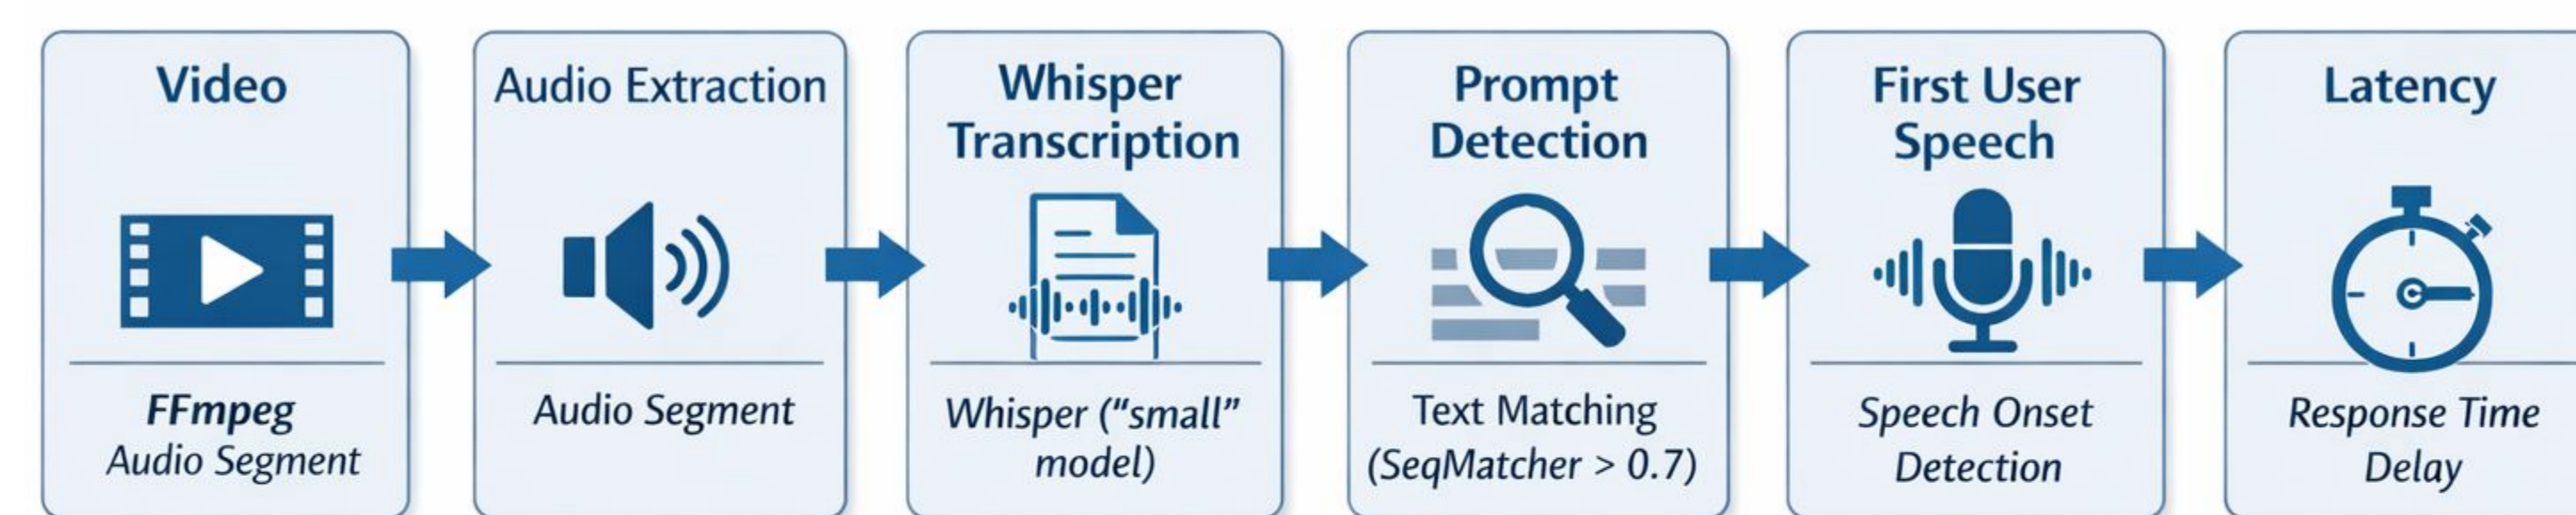 Video
FFmpeg
Audio Segment
Audio Extraction
Audio Segment
Whisper
Transcription
Whisper (“small”
model)
Prompt
Detection
Text Matching
(SeqMatcher > 0.7)
First User
Speech
Speech Onset
Detection
Latency
Response Time
Delay